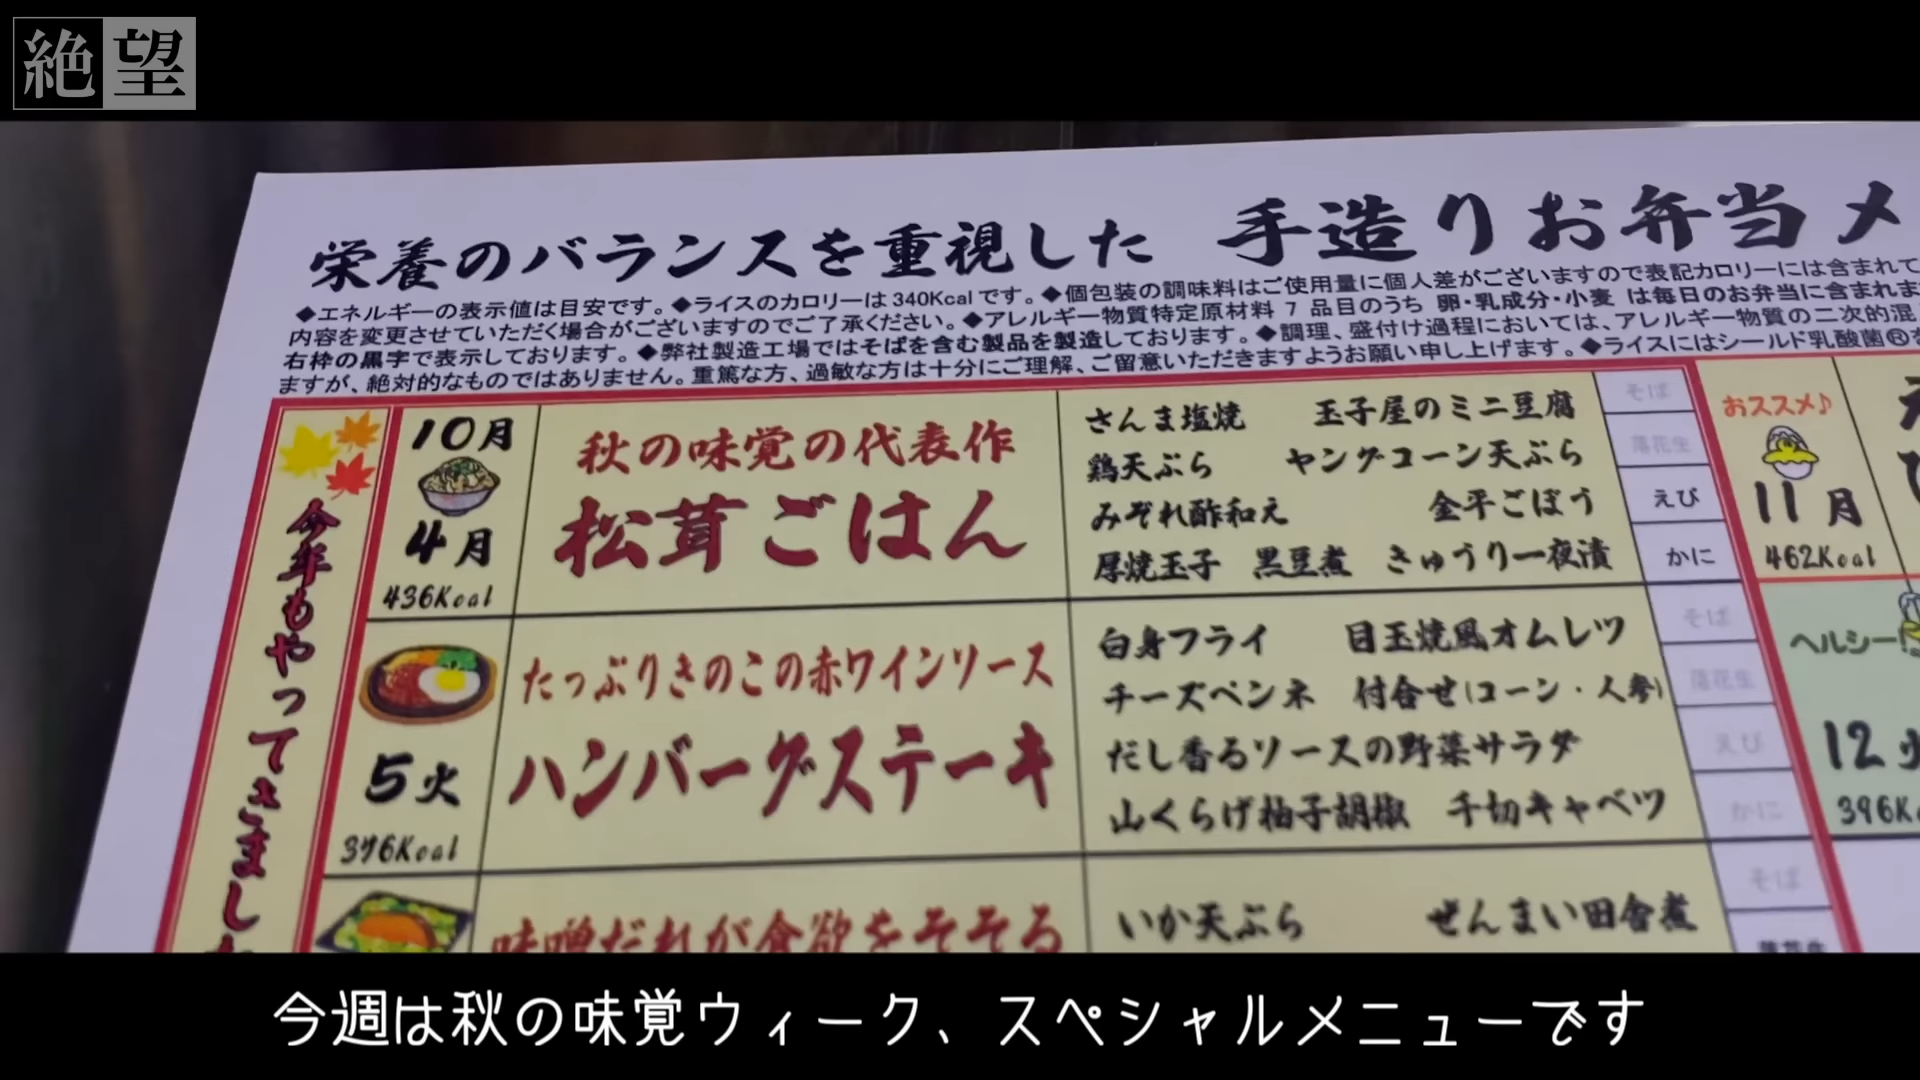 絶望
栄養のバランスを重視した 手造りお弁当メ
◆エネルギーの表示値は目安です。◆ライスのカロリーは340Kcalです。◆個包装の調味料はご使用量に個人差がございますので表記カロリーには含まれて
内容を変更させていただく場合がございますのでご了承ください。◆アレルギー物質特定原材料 7 品目のうち 卵・乳成分・小麦 は毎日のお弁当に含まれま
右枠の黒字で表示しております。◆弊社製造工場ではそばを含む製品を製造しております。◆調理、盛付け過程においては、アレルギー物質の二次的混
ますが、絶対的なものではありません。重篤な方、過敏な方は十分にご理解、ご留意いただきますようお願い申し上げます。◆ライスにはシールド乳酸菌®を
今年もやってきまし
10月
4月
436Kcal
秋の味覚の代表作
松茸ごはん
さんま塩焼 玉子屋のミニ豆腐
鶏天ぷら ヤングコーン天ぷら
みぞれ酢和え 金平ごぼう
厚焼玉子 黒豆煮 きゅうり一夜漬
そば
落花生
えび
かに
5火
376Kcal
たっぷりきのこの赤ワインソース
ハンバーグステーキ
白身フライ 目玉焼風オムレツ
チーズペンネ 付合せ(コーン・人参)
だし香るソースの野菜サラダ
山くらげ柚子胡椒 千切キャベツ
そば
落花生
えび
かに
味噌だれが食欲をそそる
いか天ぷら ぜんまい田舎煮
そば
落花生
おススメ♪
11月
462Kcal
ヘルシー!
12火
396K
今週は秋の味覚ウィーク、スペシャルメニューです